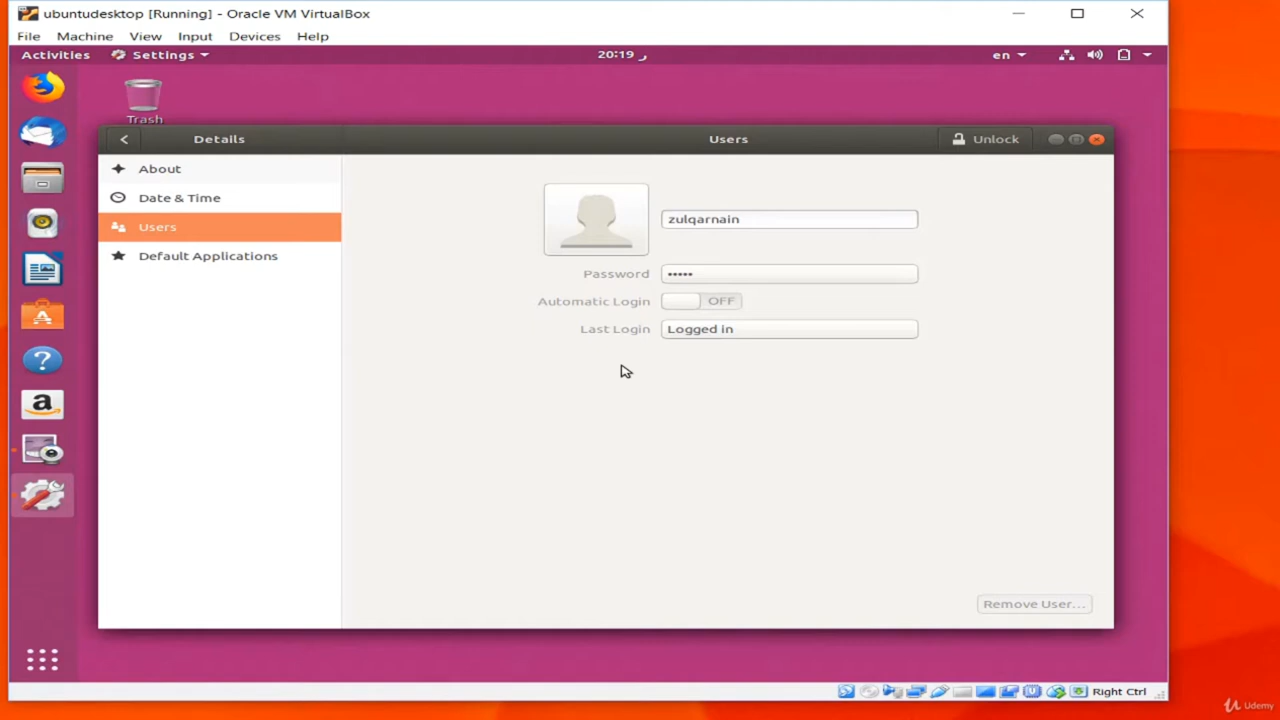 ubuntudesktop [Running] - Oracle VM VirtualBox
File Machine View Input Devices Help
Activities Settings 20:19 ر en
Trash
Details Users Unlock
About
Date & Time
Users
Default Applications
zulqarnain
Password •••••
Automatic Login OFF
Last Login Logged in
Remove User...
Right Ctrl
Udemy